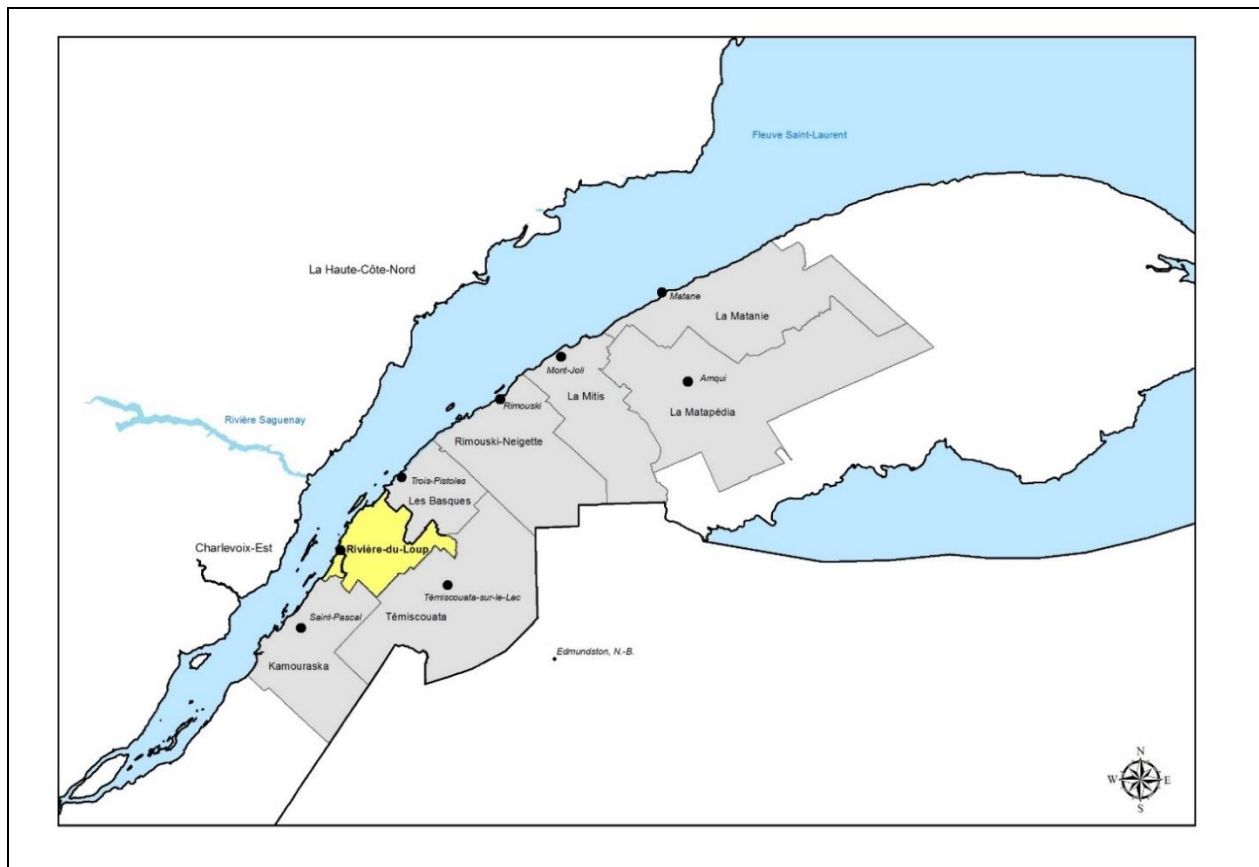 Fleuve Saint-Laurent
La Haute-Côte-Nord
Matane
La Matanie
Mont-Joli
Amqui
La Mitis
Rimouski
La Matapédia
Rivière Saguenay
Rimouski-Neigette
Trois-Pistoles
Les Basques
Charlevoix-Est
Rivière-du-Loup
Témiscouata-sur-le-Lac
Saint-Pascal
Témiscouata
Edmundston, N.-B.
Kamouraska
N
W
E
S